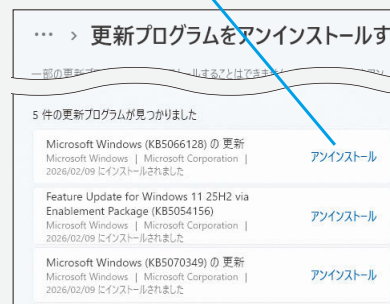 … > 更新プログラムをアンインストールす
一部の更新プ
5 件の更新プログラムが見つかりました
Microsoft Windows (KB5066128) の 更新
Microsoft Windows | Microsoft Corporation |
2026/02/09 にインストールされました
アンインストール
Feature Update for Windows 11 25H2 via
Enablement Package (KB5054156)
Microsoft Windows | Microsoft Corporation |
2026/02/09 にインストールされました
アンインストール
Microsoft Windows (KB5070349) の 更新
Microsoft Windows | Microsoft Corporation |
2026/02/09 にインストールされました
アンインストール